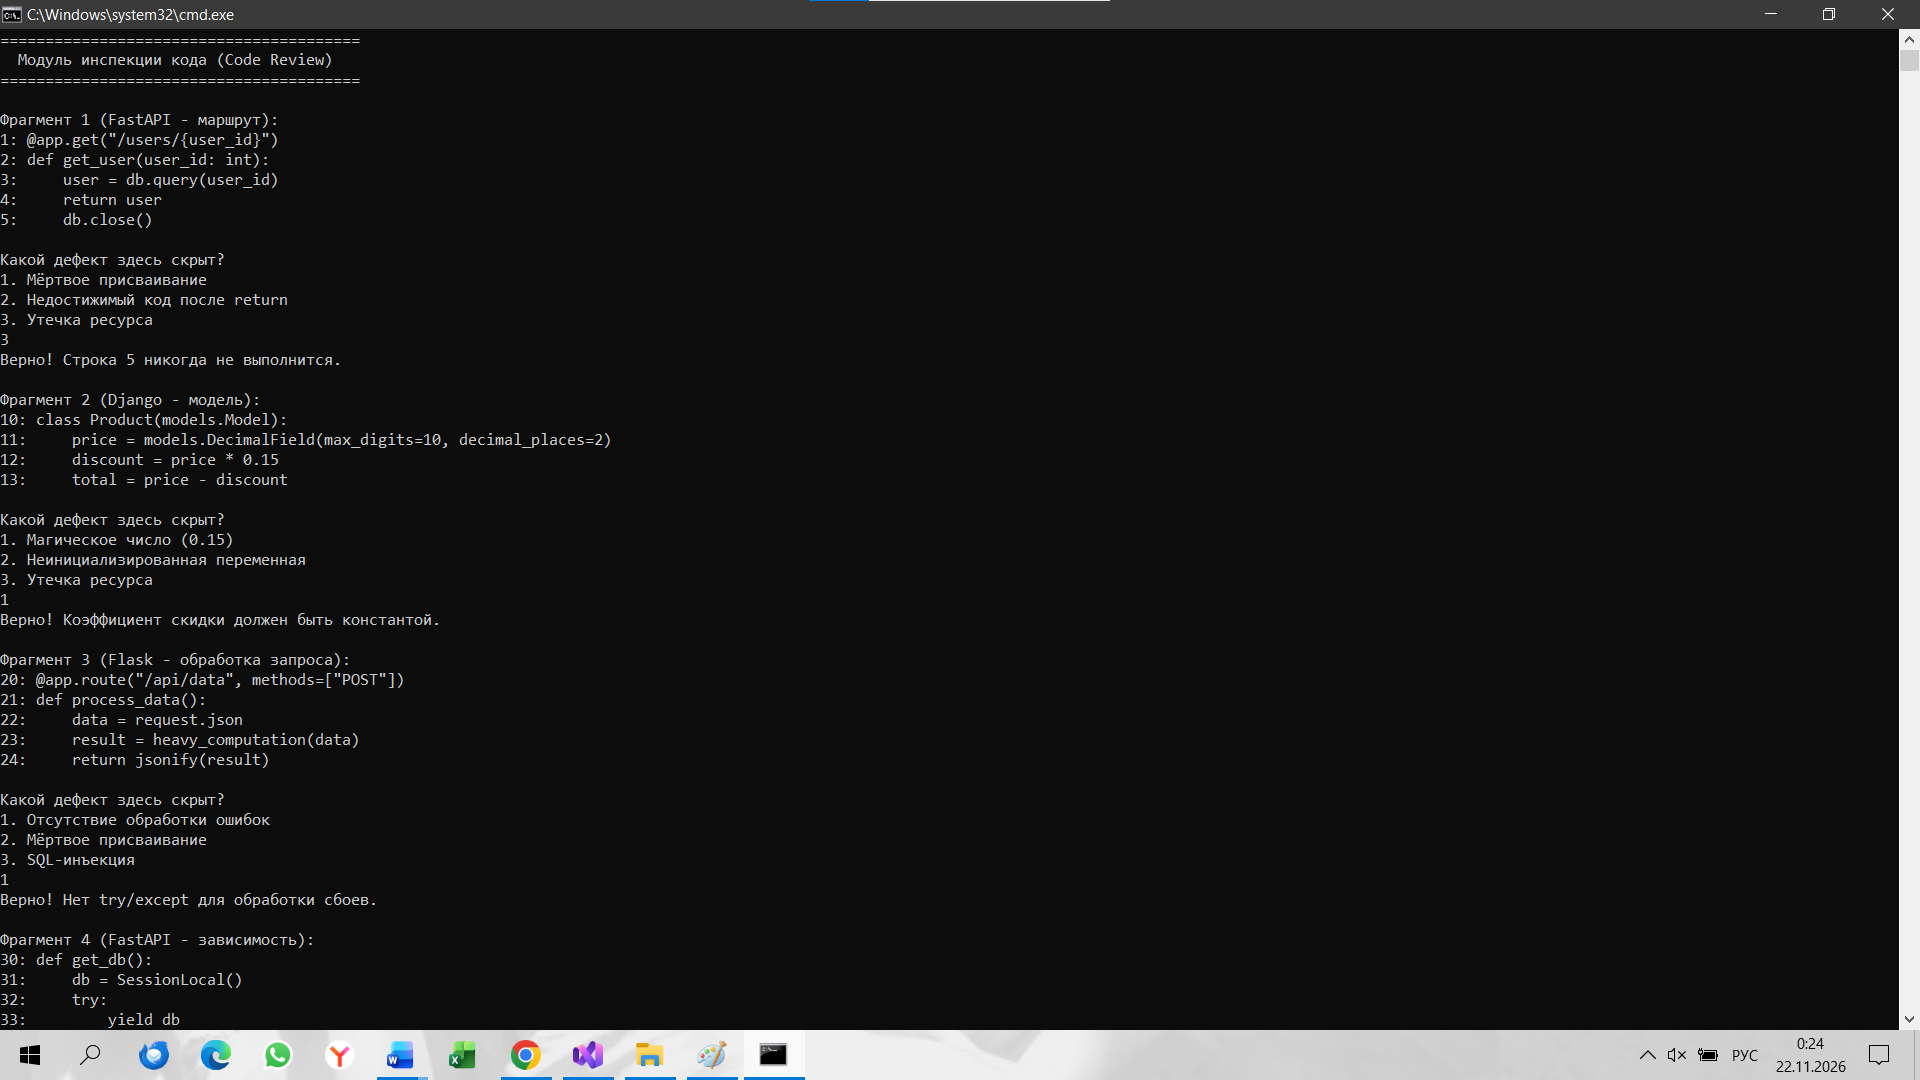 C:\Windows\system32\cmd.exe
========================================
  Модуль инспекции кода (Code Review)
========================================
Фрагмент 1 (FastAPI - маршрут):
1: @app.get("/users/{user_id}")
2: def get_user(user_id: int):
3:     user = db.query(user_id)
4:     return user
5:     db.close()
Какой дефект здесь скрыт?
1. Мёртвое присваивание
2. Недостижимый код после return
3. Утечка ресурса
3
Верно! Строка 5 никогда не выполнится.
Фрагмент 2 (Django - модель):
10: class Product(models.Model):
11:     price = models.DecimalField(max_digits=10, decimal_places=2)
12:     discount = price * 0.15
13:     total = price - discount
Какой дефект здесь скрыт?
1. Магическое число (0.15)
2. Неинициализированная переменная
3. Утечка ресурса
1
Верно! Коэффициент скидки должен быть константой.
Фрагмент 3 (Flask - обработка запроса):
20: @app.route("/api/data", methods=["POST"])
21: def process_data():
22:     data = request.json
23:     result = heavy_computation(data)
24:     return jsonify(result)
Какой дефект здесь скрыт?
1. Отсутствие обработки ошибок
2. Мёртвое присваивание
3. SQL-инъекция
1
Верно! Нет try/except для обработки сбоев.
Фрагмент 4 (FastAPI - зависимость):
30: def get_db():
31:     db = SessionLocal()
32:     try:
33:         yield db
РУС
0:24
22.11.2026